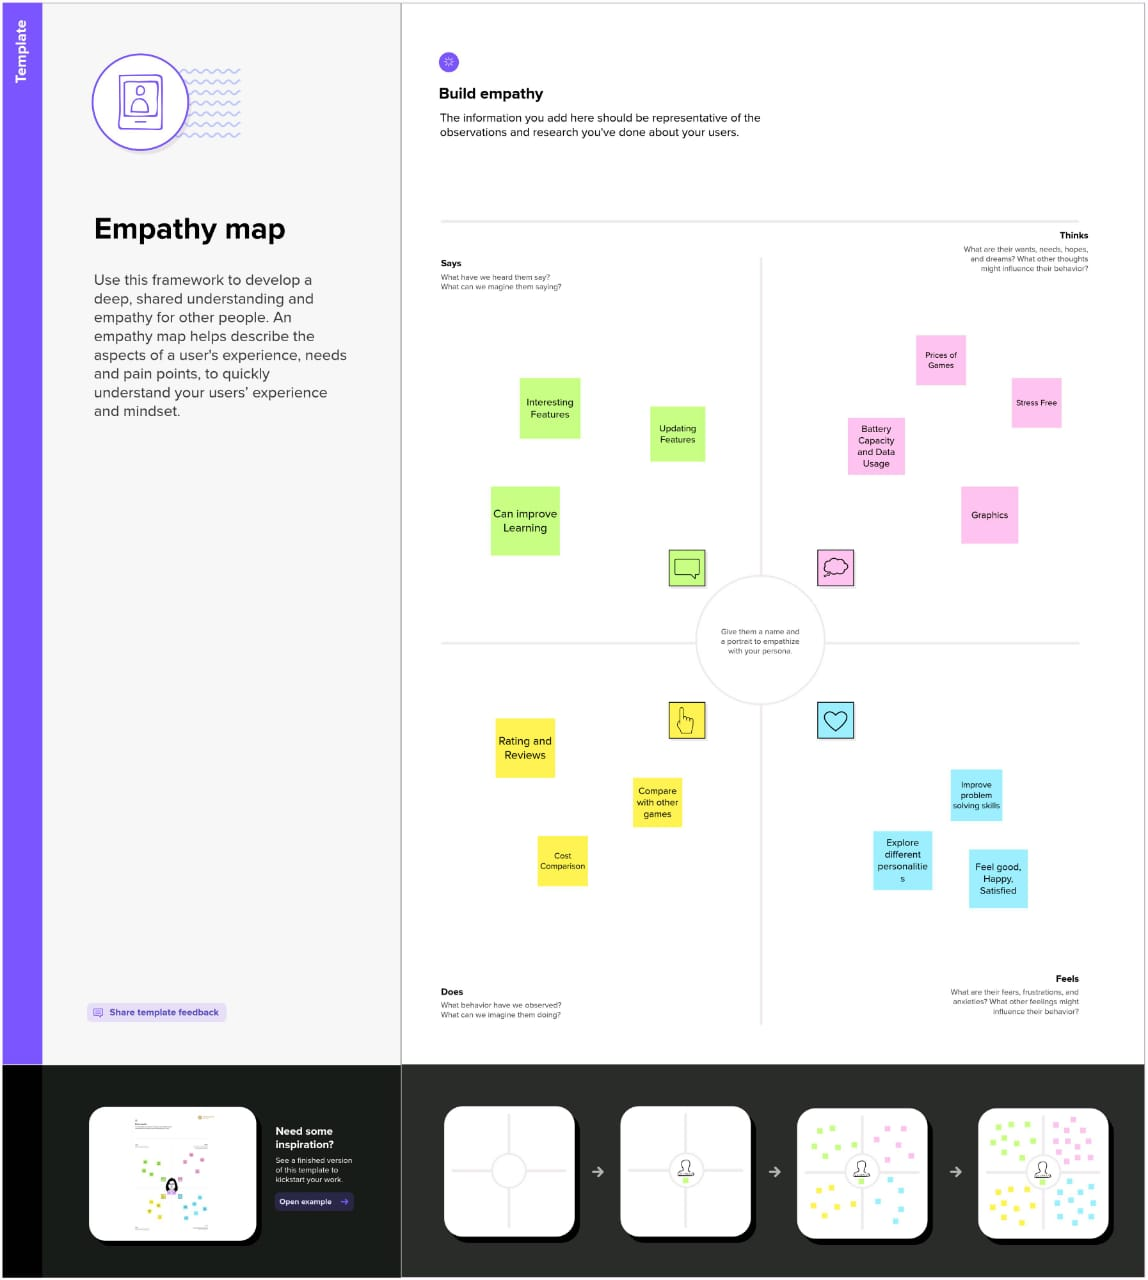 Template
Empathy map
Use this framework to develop a
deep, shared understanding and
empathy for other people. An
empathy map helps describe the
aspects of a user's experience, needs
and pain points, to quickly
understand your users' experience
and mindset.
Share template feedback
Build empathy
The information you add here should be representative of the
observations and research you've done about your users.
Says
What have we heard them say?
What can we magine them saying?
Thinks
What are their wants, needs, hopes,
and dreams? What other thoughts
might influence their behavior?
Interesting
Features
Updating
Features
Can improve
Learning
Prices of
Games
Stress Free
Battery
Capacity
and Data
Usage
Graphics
Give them a name and
a portrait to empathize
with your persona.
Rating and
Reviews
Compare
with other
games
Cost
Comparison
Improve
problem
solving skills
Explore
different
personalitie
s
Feel good,
Happy,
Satisfied
Does
What behavior have we observed?
What can we imagine them doing?
Feels
What are their fears, frustrations, and
anxieties? What other feelings might
influence their behavior?
Need some
inspiration?
See a finished version
of this template to
kickstart your work.
Open example